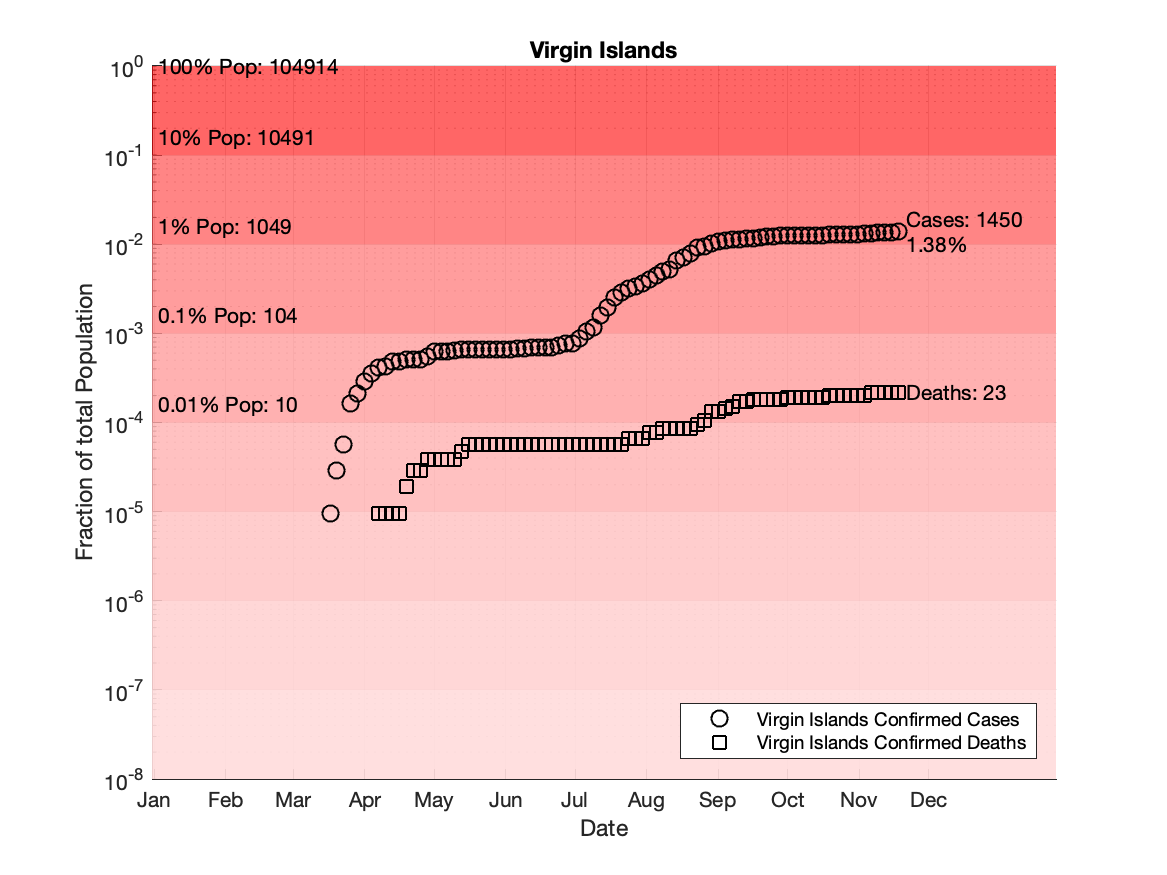 Virgin Islands
10^0
100% Pop: 104914
10% Pop: 10491
10^-1
1% Pop: 1049
Cases: 1450
10^-2
1.38%
0.1% Pop: 104
10^-3
0.01% Pop: 10
Deaths: 23
10^-4
10^-5
10^-6
10^-7
10^-8
Fraction of total Population
Virgin Islands Confirmed Cases
Virgin Islands Confirmed Deaths
Jan Feb Mar Apr May Jun Jul Aug Sep Oct Nov Dec
Date